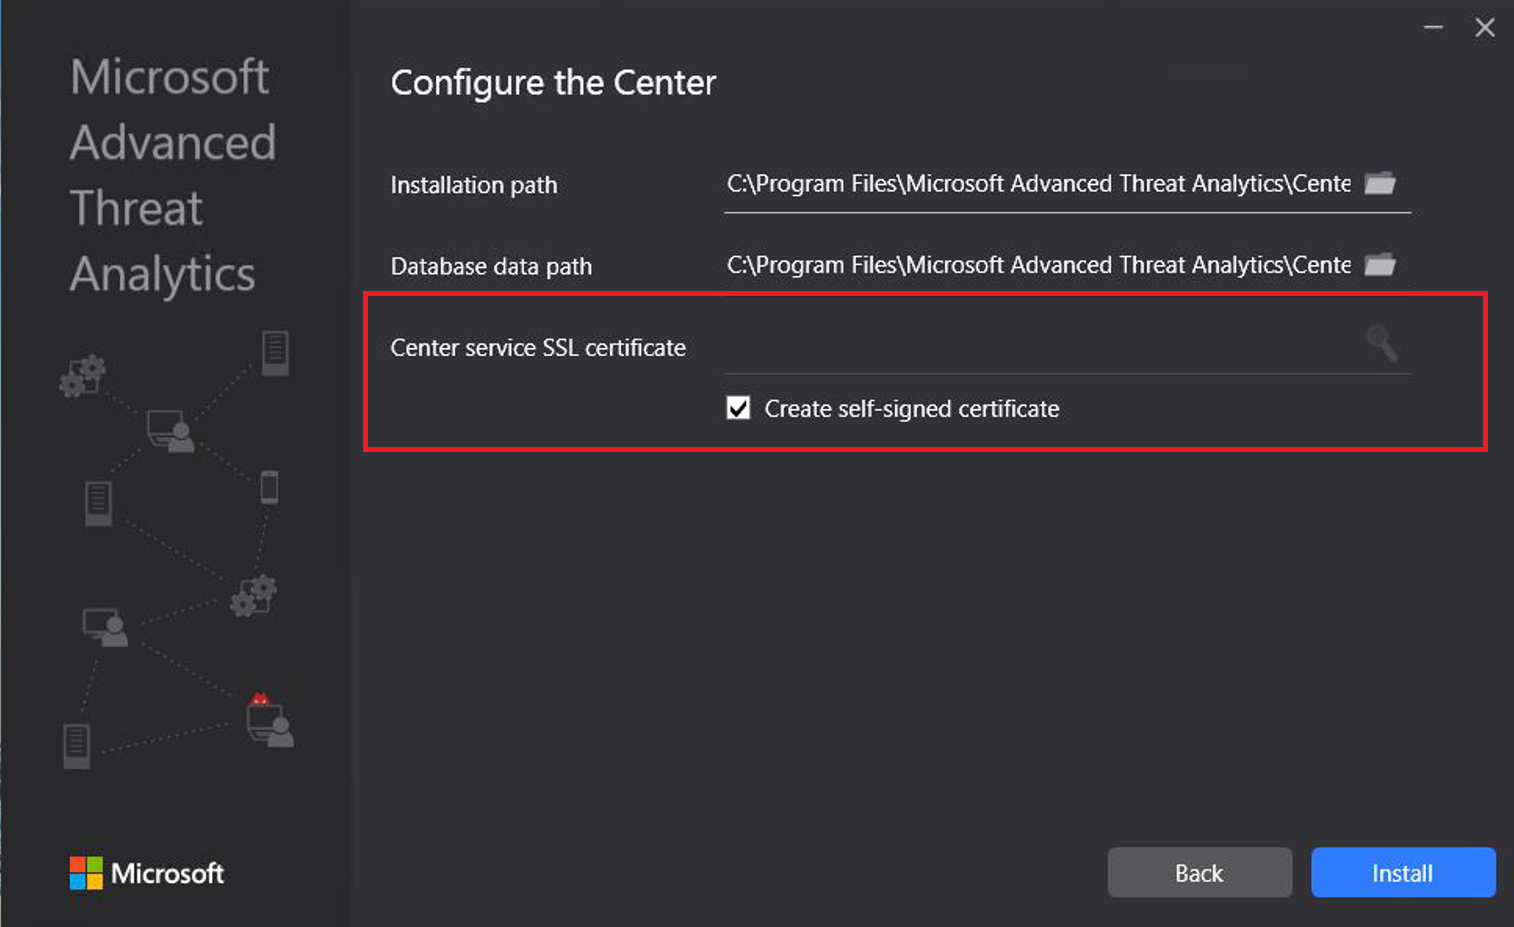 Microsoft
Advanced
Threat
Analytics
Configure the Center
Installation path
C:\Program Files\Microsoft Advanced Threat Analytics\Cente
Database data path
C:\Program Files\Microsoft Advanced Threat Analytics\Cente
Center service SSL certificate
Create self-signed certificate
Microsoft
Back
Install